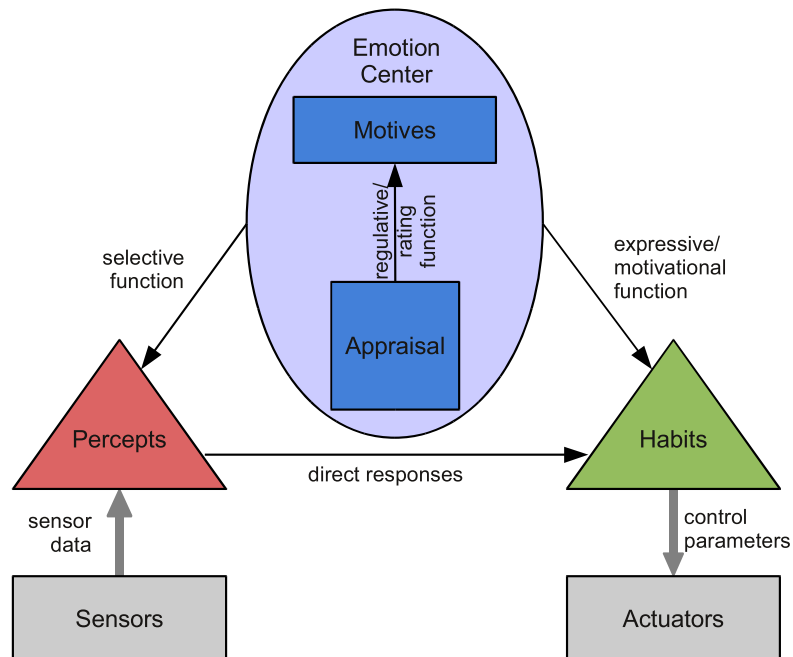 Emotion
Center
Motives
regulative/
rating
function
Appraisal
selective
function
expressive/
motivational
function
Percepts
Habits
direct responses
sensor
data
control
parameters
Sensors
Actuators